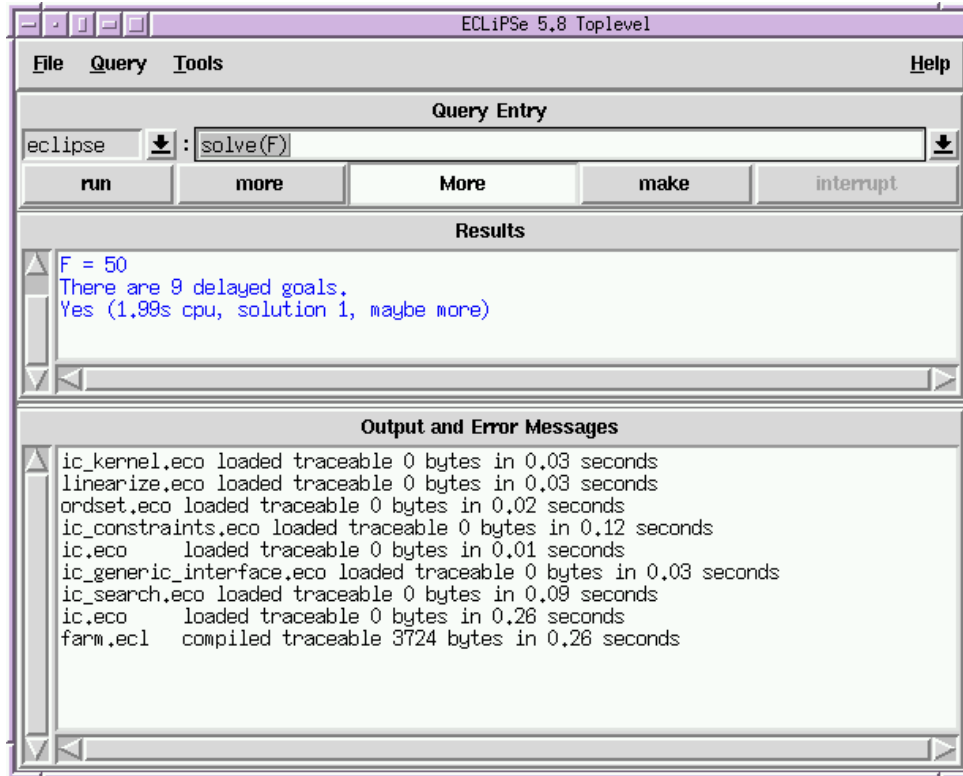 ECLiPSe 5.8 Toplevel
File Query Tools Help
Query Entry
eclipse : solve(F)
run more More make interrupt
Results
F = 50
There are 9 delayed goals.
Yes (1.99s cpu, solution 1, maybe more)
Output and Error Messages
ic_kernel.eco loaded traceable 0 bytes in 0.03 seconds
linearize.eco loaded traceable 0 bytes in 0.03 seconds
ordset.eco loaded traceable 0 bytes in 0.02 seconds
ic_constraints.eco loaded traceable 0 bytes in 0.12 seconds
ic.eco loaded traceable 0 bytes in 0.01 seconds
ic_generic_interface.eco loaded traceable 0 bytes in 0.03 seconds
ic_search.eco loaded traceable 0 bytes in 0.09 seconds
ic.eco loaded traceable 0 bytes in 0.26 seconds
farm.ecl compiled traceable 3724 bytes in 0.26 seconds